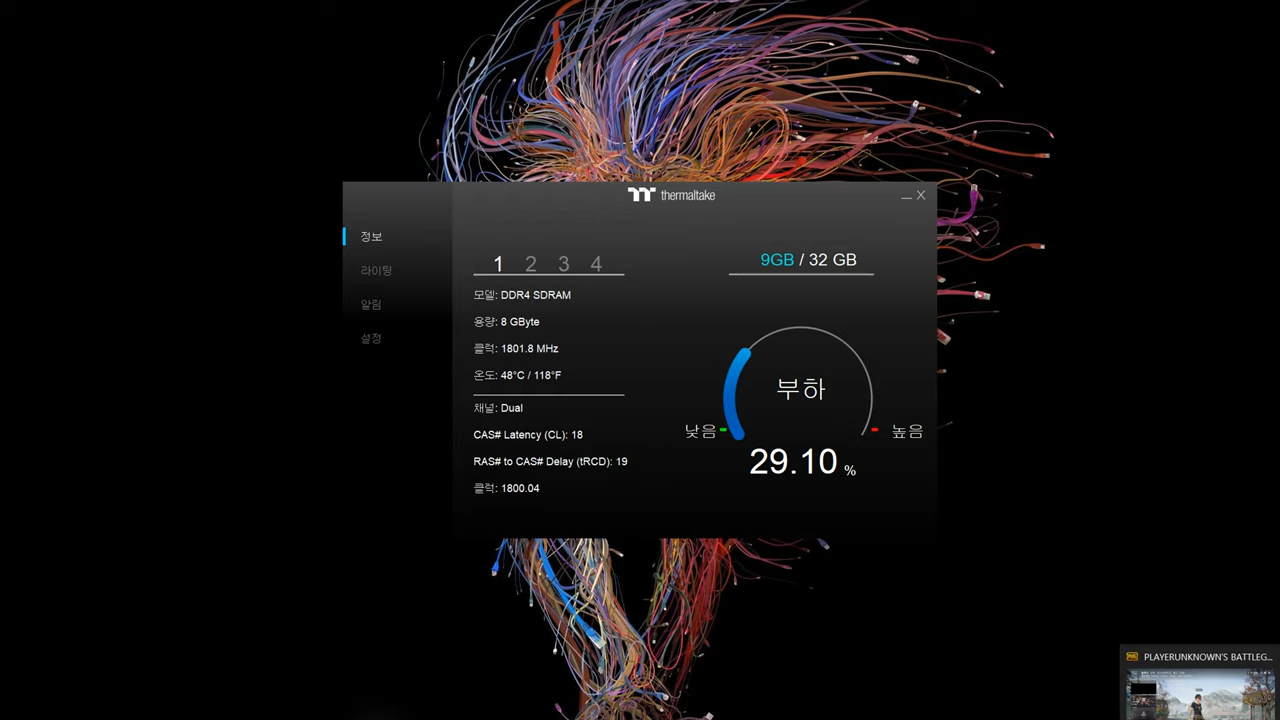 thermaltake
정보
라이팅
알림
설정
1 2 3 4
모델: DDR4 SDRAM
용량: 8 GByte
클럭: 1801.8 MHz
온도: 48°C / 118°F
채널: Dual
CAS# Latency (CL): 18
RAS# to CAS# Delay (tRCD): 19
클럭: 1800.04
9GB / 32 GB
부하
낮음
높음
29.10 %
PLAYERUNKNOWN'S BATTLEG...